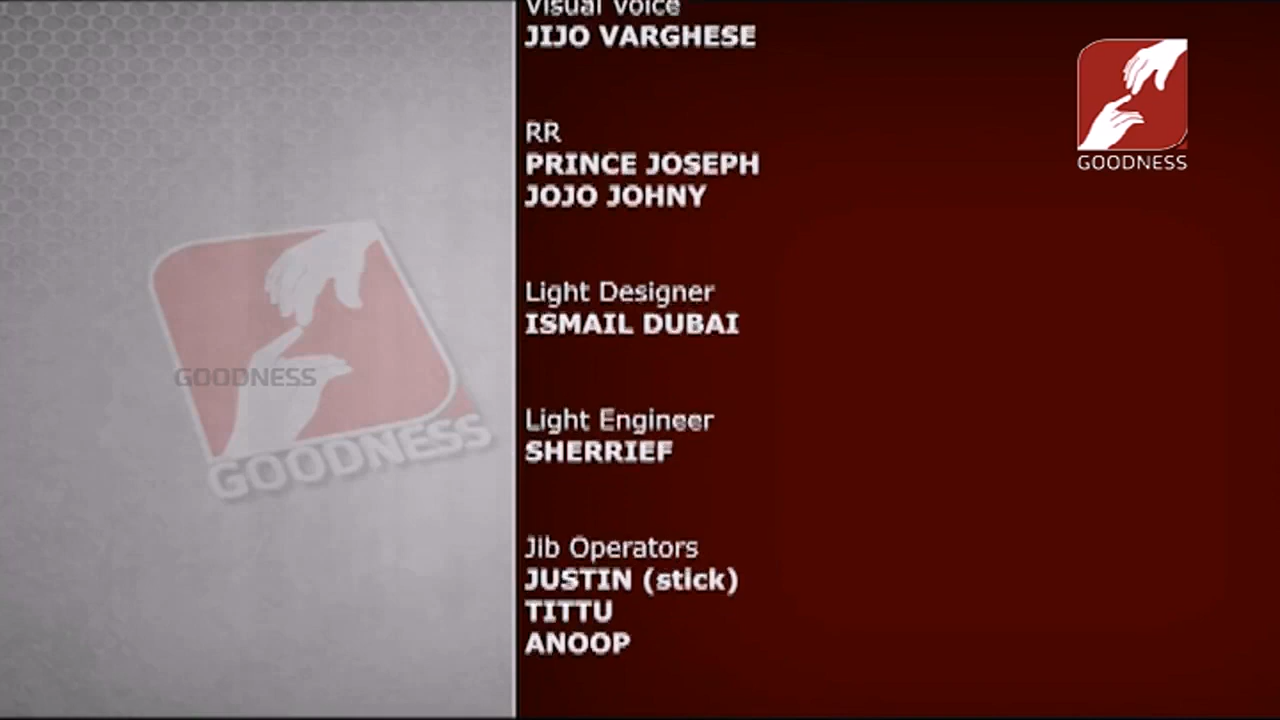 Visual Voice
JIJO VARGHESE
GOODNESS
RR
PRINCE JOSEPH
JOJO JOHNY
Light Designer
ISMAIL DUBAI
GOODNESS
GOODNESS
Light Engineer
SHERRIEF
Jib Operators
JUSTIN (stick)
TITTU
ANOOP